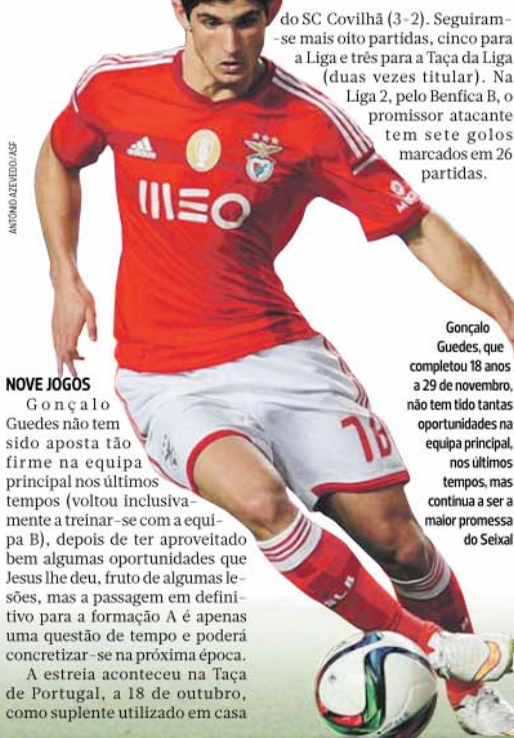 NOVE JOGOS
Gonçalo
Guedes não tem
sido aposta tão
firme na equipa
principal nos últimos
tempos (voltou inclusiva-
mente a treinar-se com a equi-
pa B), depois de ter aproveitado
bem algumas oportunidades que
Jesus lhe deu, fruto de algumas le-
sões, mas a passagem em defini-
tivo para a formação A é apenas
uma questão de tempo e poderá
concretizar-se na próxima época.
A estreia aconteceu na Taça
de Portugal, a 18 de outubro,
como suplente utilizado em casa
do SC Covilhã (3-2). Seguiram-
-se mais oito partidas, cinco para
a Liga e três para a Taça da Liga
(duas vezes titular). Na
Liga 2, pelo Benfica B, o
promissor atacante
tem sete golos
marcados em 26
partidas.
Gonçalo
Guedes, que
completou 18 anos
a 29 de novembro,
não tem tido tantas
oportunidades na
equipa principal,
nos últimos
tempos, mas
continua a ser a
maior promessa
do Seixal
ANTÓNIO AZEVEDO/ASF
adidas
MEO
18